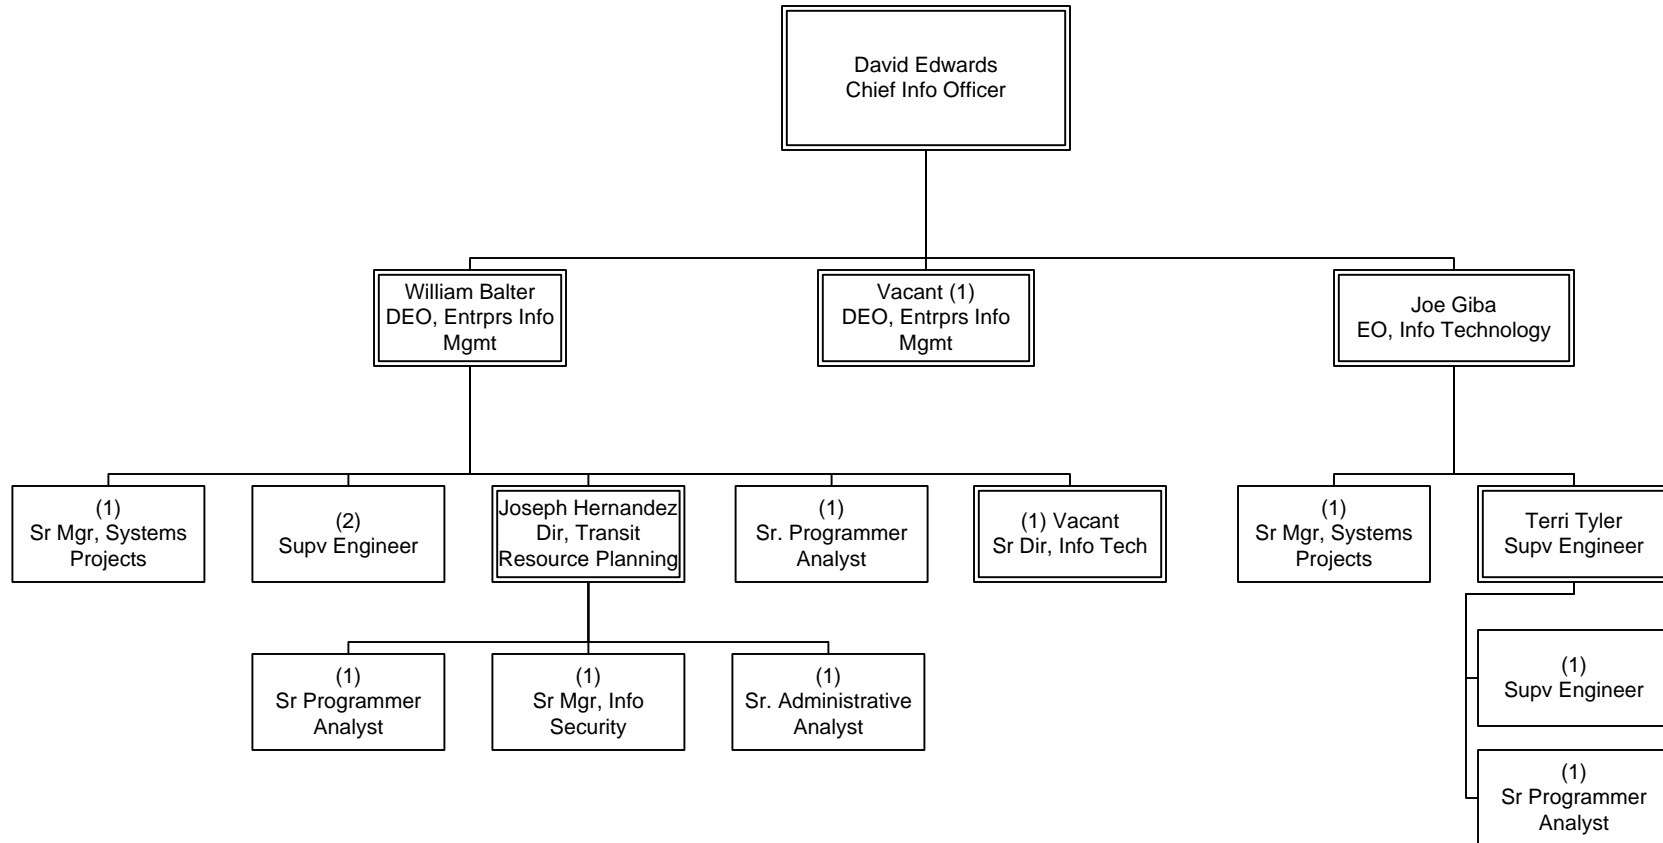 David Edwards
Chief Info Officer
William Balter
DEO, Entrprs Info
Mgmt
Vacant (1)
DEO, Entrprs Info
Mgmt
Joe Giba
EO, Info Technology
(1)
Sr Mgr, Systems
Projects
(2)
Supv Engineer
Joseph Hernandez
Dir, Transit
Resource Planning
(1)
Sr. Programmer
Analyst
(1) Vacant
Sr Dir, Info Tech
(1)
Sr Mgr, Systems
Projects
Terri Tyler
Supv Engineer
(1)
Sr Programmer
Analyst
(1)
Sr Mgr, Info
Security
(1)
Sr. Administrative
Analyst
(1)
Supv Engineer
(1)
Sr Programmer
Analyst